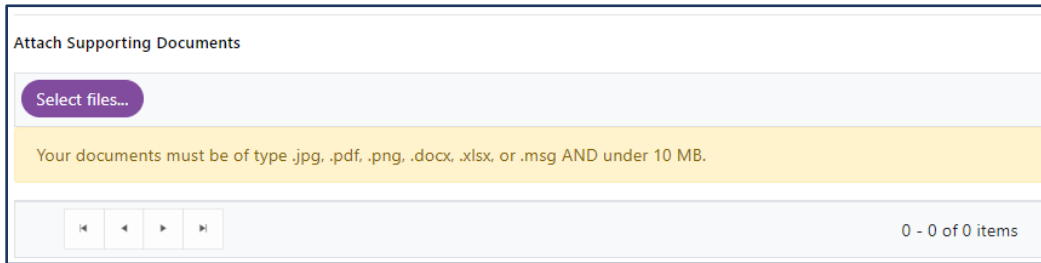 Attach Supporting Documents
Select files...
Your documents must be of type .jpg, .pdf, .png, .docx, .xlsx, or .msg AND under 10 MB.
0 - 0 of 0 items